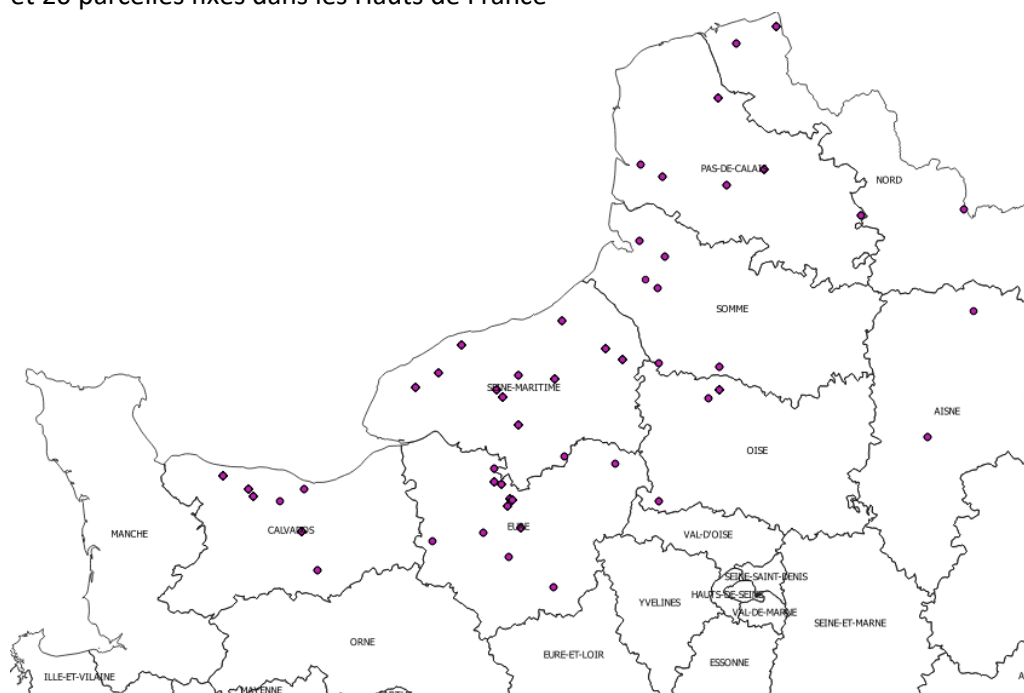 et 20 parcelles fixes dans les Hauts de France
PAS-DE-CALAIS
NORD
SOMME
SEINE-MARITIME
AISNE
OISE
MANCHE
CALVADOS
EURE
VAL-D'OISE
SEINE-SAINT-DENIS
HAUTS-DE-SEINE
YVELINES
VAL-DE-MARNE
SEINE-ET-MARNE
ORNE
EURE-ET-LOIR
ESSONNE
ILLE-ET-VILAINE
MAYENNE